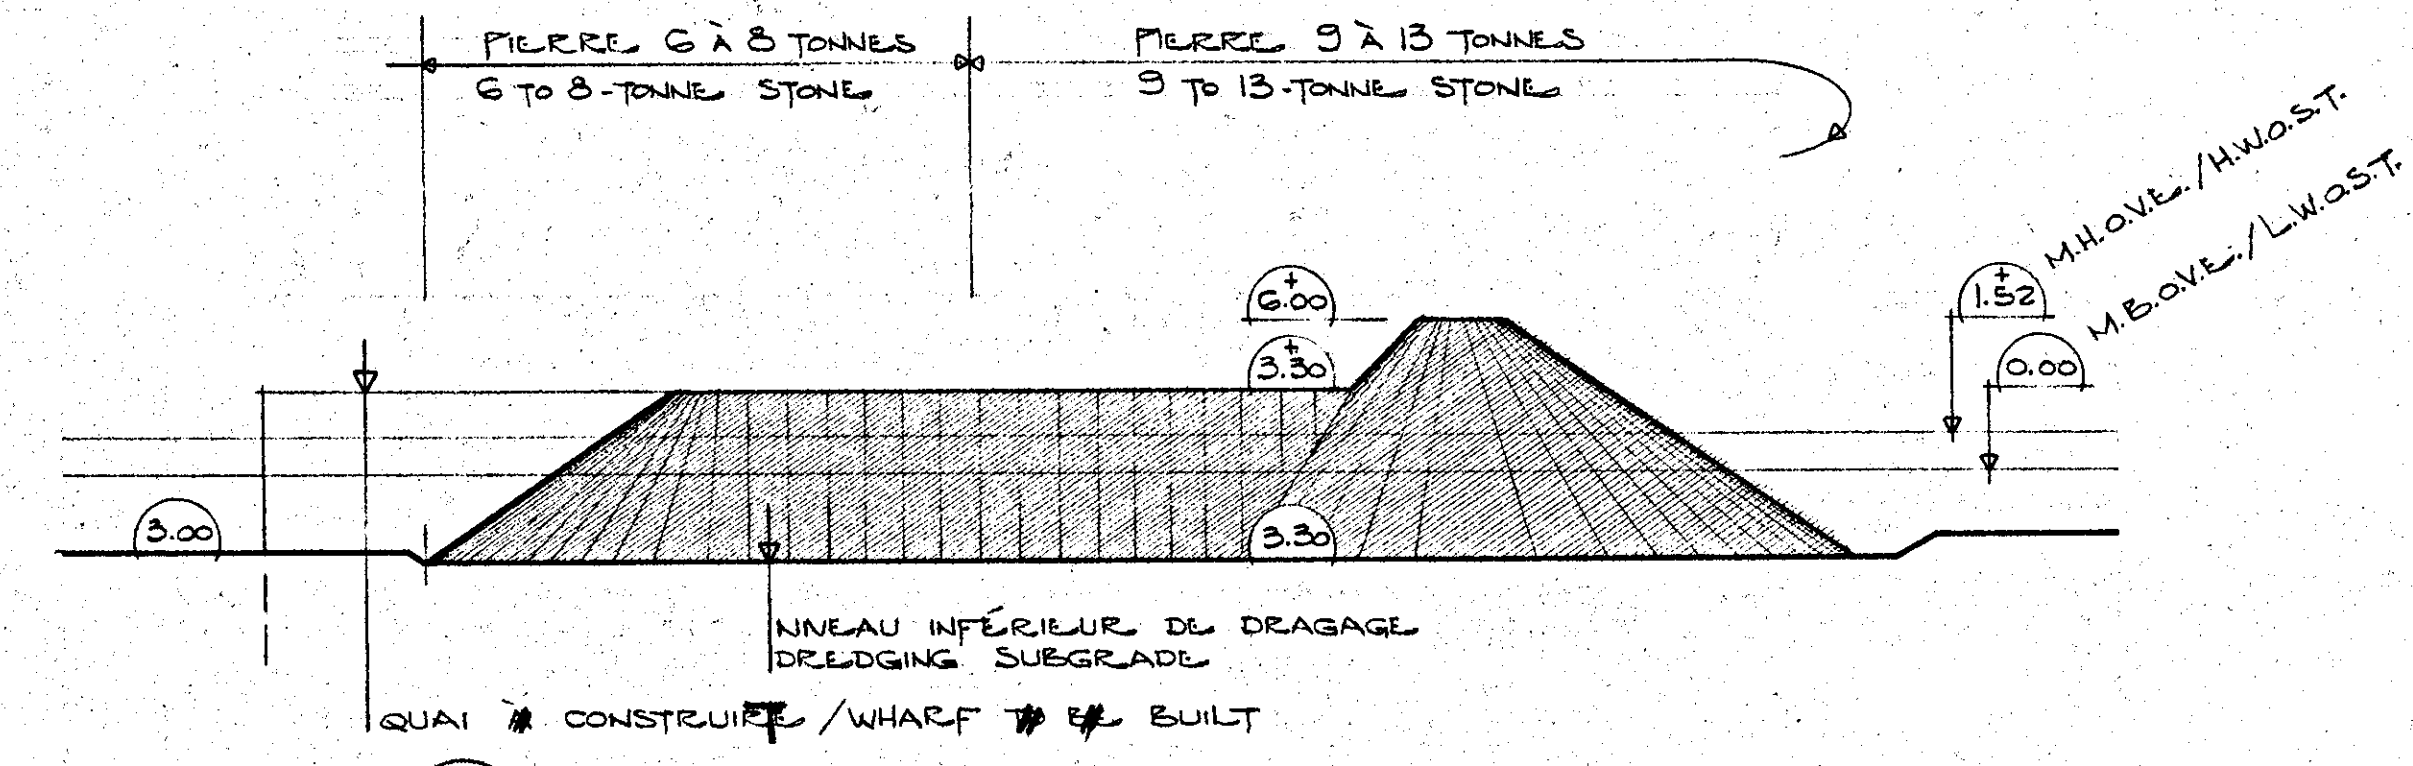 PIERRE 6 À 8 TONNES
6 TO 8-TONNE STONE
PIERRE 9 À 13 TONNES
9 TO 13-TONNE STONE
M.H.O.V.E./H.W.O.S.T.
M.B.O.V.E./L.W.O.S.T.
+
6.00
+
3.30
+
1.52
0.00
3.00
3.30
NIVEAU INFÉRIEUR DE DRAGAGE
DREDGING SUBGRADE
QUAI CONSTRUIT /WHARF BUILT